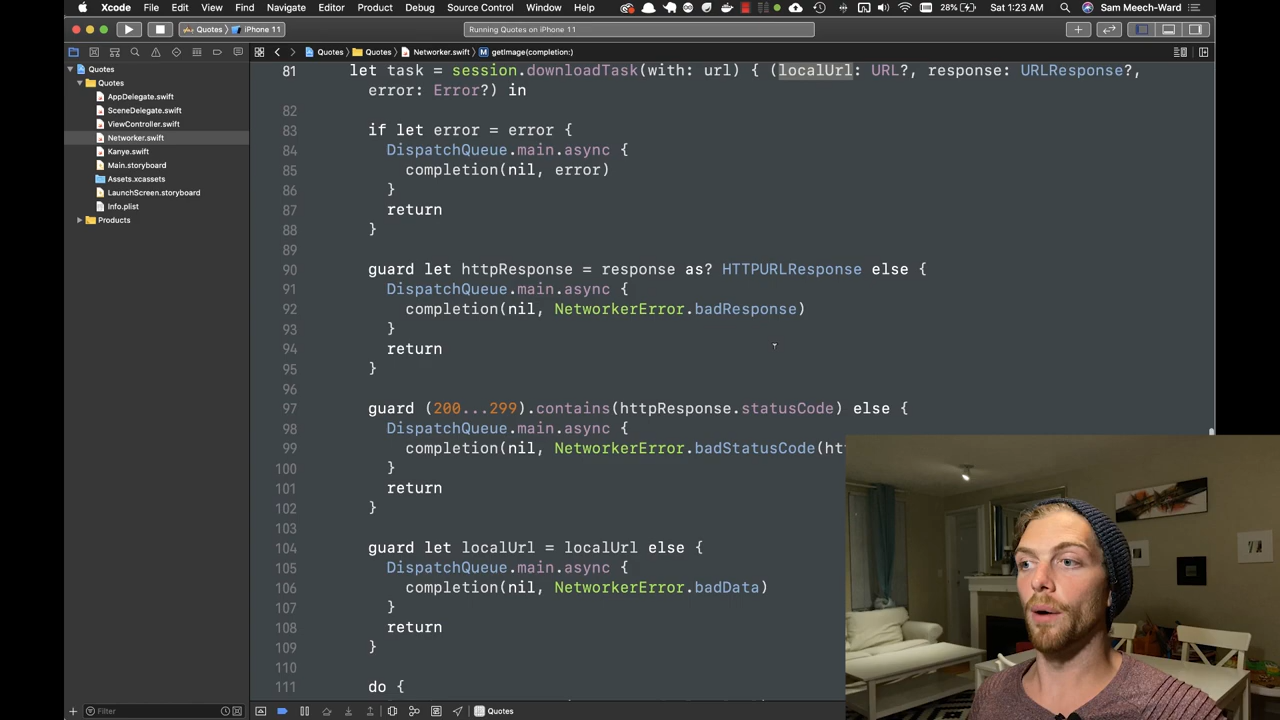 Xcode File Edit View Find Navigate Editor Product Debug Source Control Window Help 28% Sat 1:23 AM Sam Meech-Ward
Quotes iPhone 11
Running Quotes on iPhone 11
Quotes Quotes Networker.swift M getImage(completion:)
Quotes
Quotes
AppDelegate.swift
SceneDelegate.swift
ViewController.swift
Networker.swift
Kanye.swift
Main.storyboard
Assets.xcassets
LaunchScreen.storyboard
Info.plist
Products
81 let task = session.downloadTask(with: url) { (localUrl: URL?, response: URLResponse?,
error: Error?) in
82
83 if let error = error {
84 DispatchQueue.main.async {
85 completion(nil, error)
86 }
87 return
88 }
89
90 guard let httpResponse = response as? HTTPURLResponse else {
91 DispatchQueue.main.async {
92 completion(nil, NetworkerError.badResponse)
93 }
94 return
95 }
96
97 guard (200...299).contains(httpResponse.statusCode) else {
98 DispatchQueue.main.async {
99 completion(nil, NetworkerError.badStatusCode(ht
100 }
101 return
102 }
103
104 guard let localUrl = localUrl else {
105 DispatchQueue.main.async {
106 completion(nil, NetworkerError.badData)
107 }
108 return
109 }
110
111 do {
Filter
Quotes